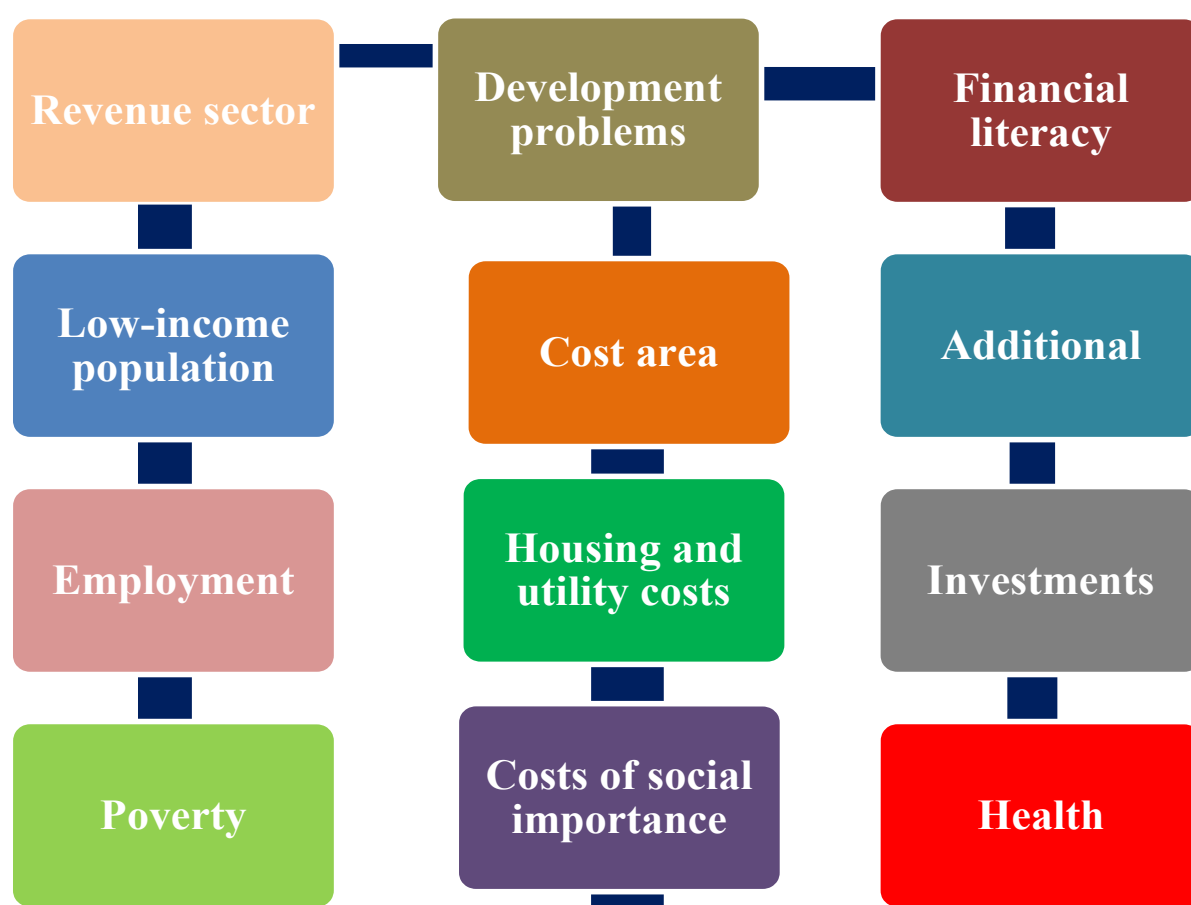 Revenue sector
Development
problems
Financial
literacy
Low-income
population
Cost area
Additional
Employment
Housing and
utility costs
Investments
Poverty
Costs of social
importance
Health